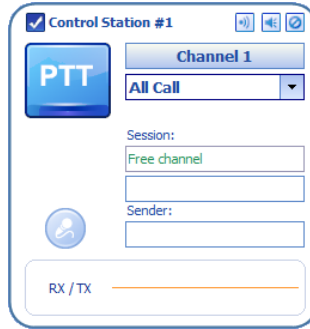 Control Station #1
PTT
Channel 1
All Call
Session:
Free channel
Sender:
RX / TX